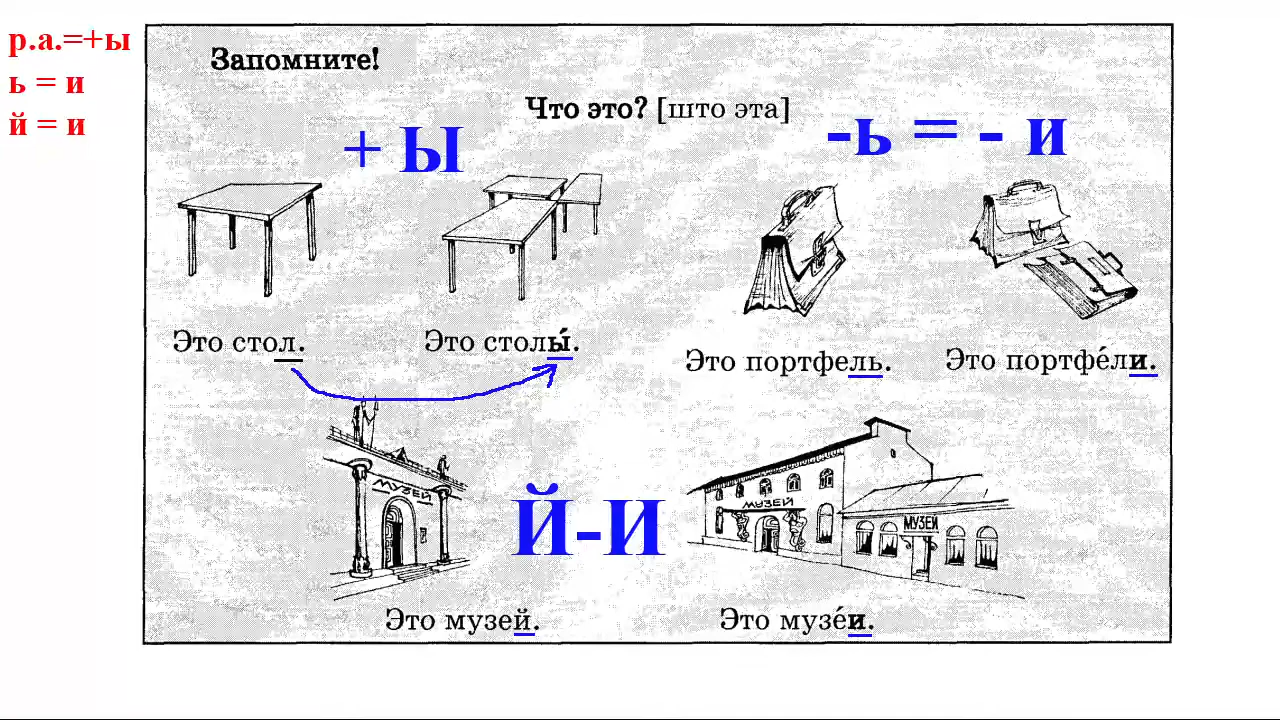 р.а.=+ы
ь = и
й = и
Запомните!
Что это? [што эта]
+ Ы
-ь = - и
Это стол.
Это столы́.
Это портфель.
Это портфе́ли.
МУЗЕЙ
Й-И
МУЗЕЙ
МУЗЕЙ
Это музей.
Это музе́и.